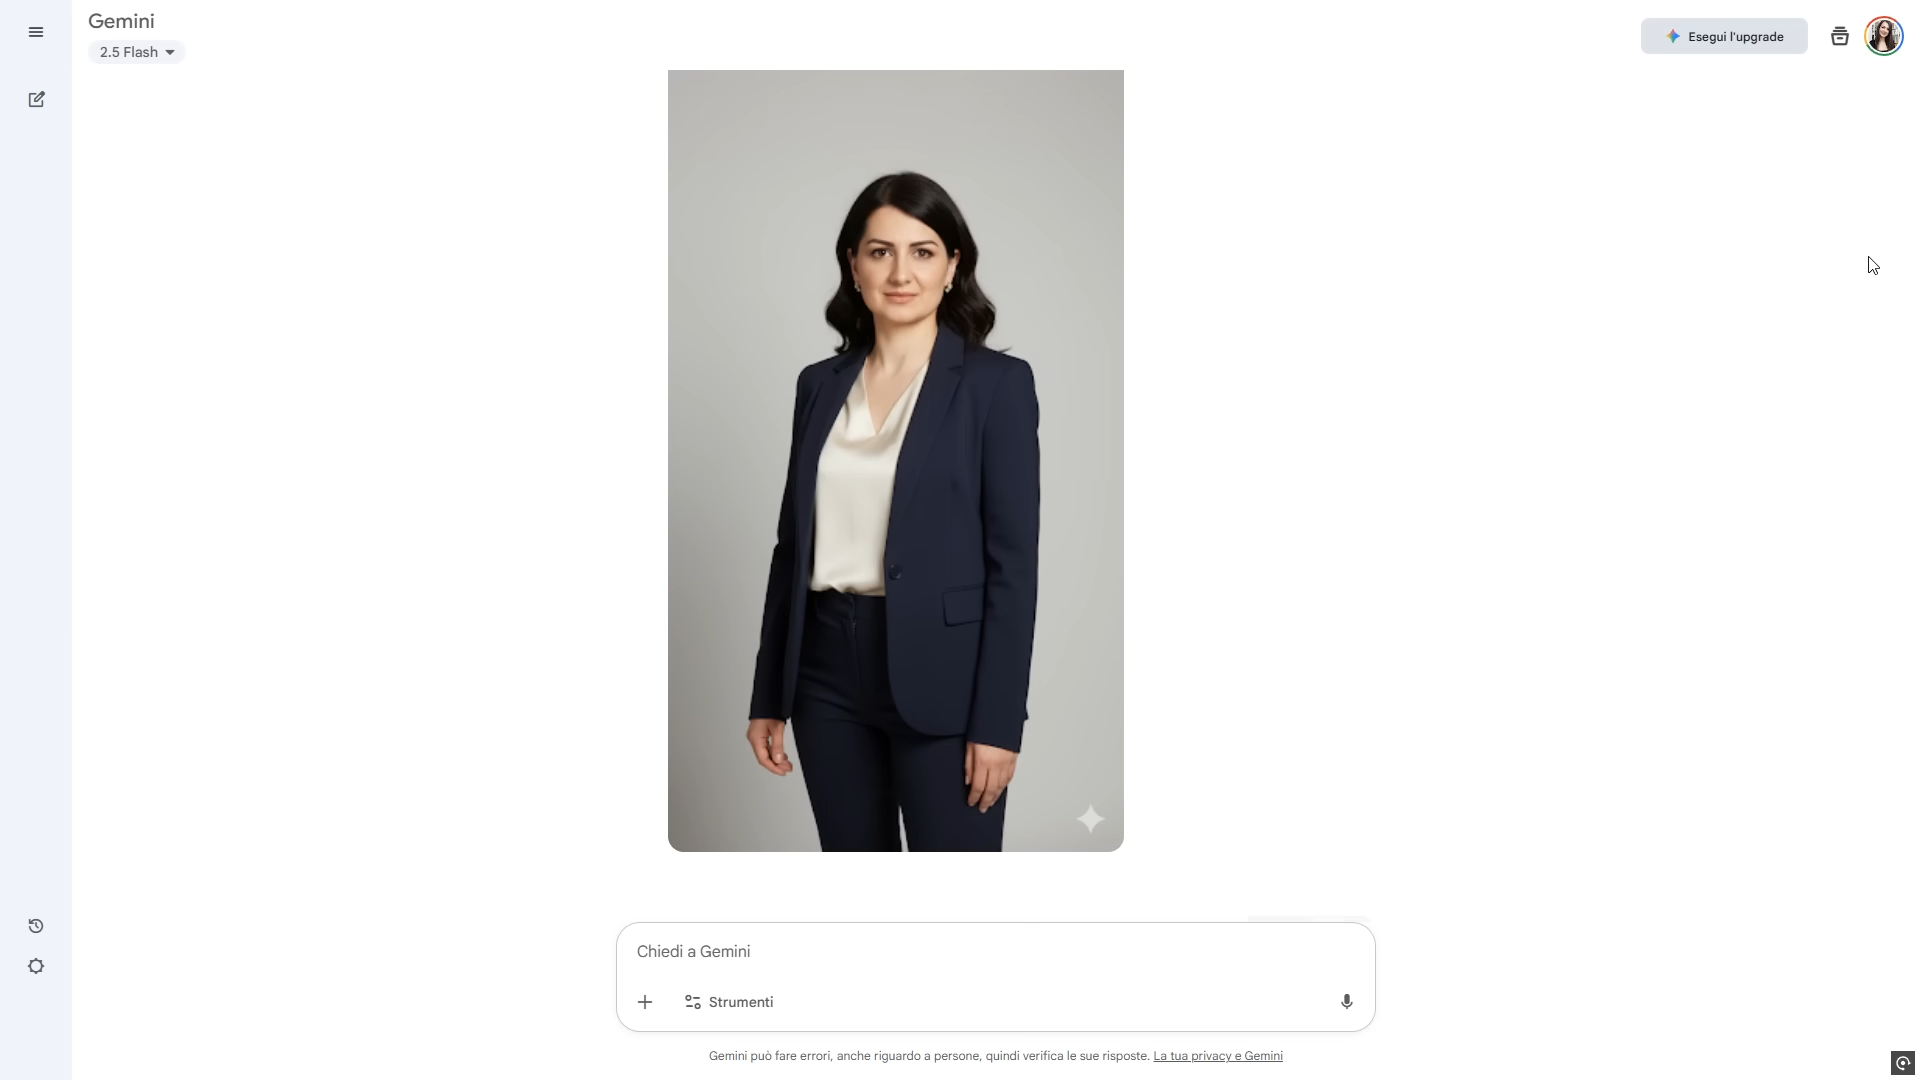 Gemini
2.5 Flash
Esegui l'upgrade
Chiedi a Gemini
Strumenti
Gemini può fare errori, anche riguardo a persone, quindi verifica le sue risposte. La tua privacy e Gemini